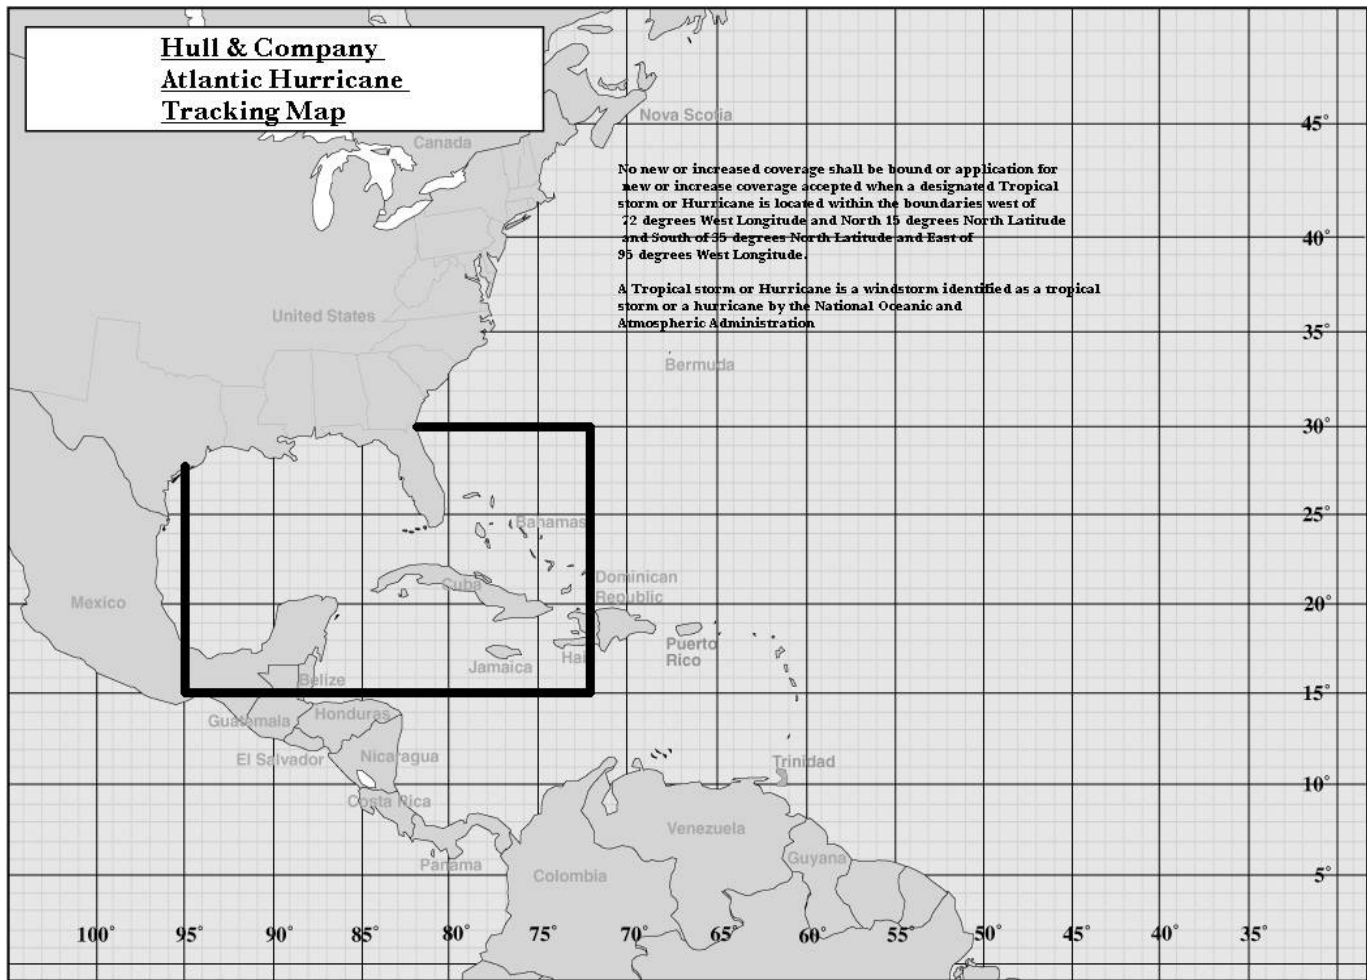 Hull & Company
Atlantic Hurricane
Tracking Map
Nova Scotia
Canada
45°
No new or increased coverage shall be bound or application for
new or increase coverage accepted when a designated Tropical
storm or Hurricane is located within the boundaries west of
72 degrees West Longitude and North 15 degrees North Latitude
and South of 35 degrees North Latitude and East of
95 degrees West Longitude.
40°
A Tropical storm or Hurricane is a windstorm identified as a tropical
storm or a hurricane by the National Oceanic and
Atmospheric Administration
United States
35°
Bermuda
30°
25°
Bahamas
Dominican
Republic
Cuba
Mexico
20°
Puerto
Rico
Jamaica
Hai
Belize
15°
Guatemala
Honduras
El Salvador
Nicaragua
Trinidad
10°
Costa Rica
Venezuela
Panama
Colombia
Guyana
5°
100° 95° 90° 85° 80° 75° 70° 65° 60° 55° 50° 45° 40° 35°